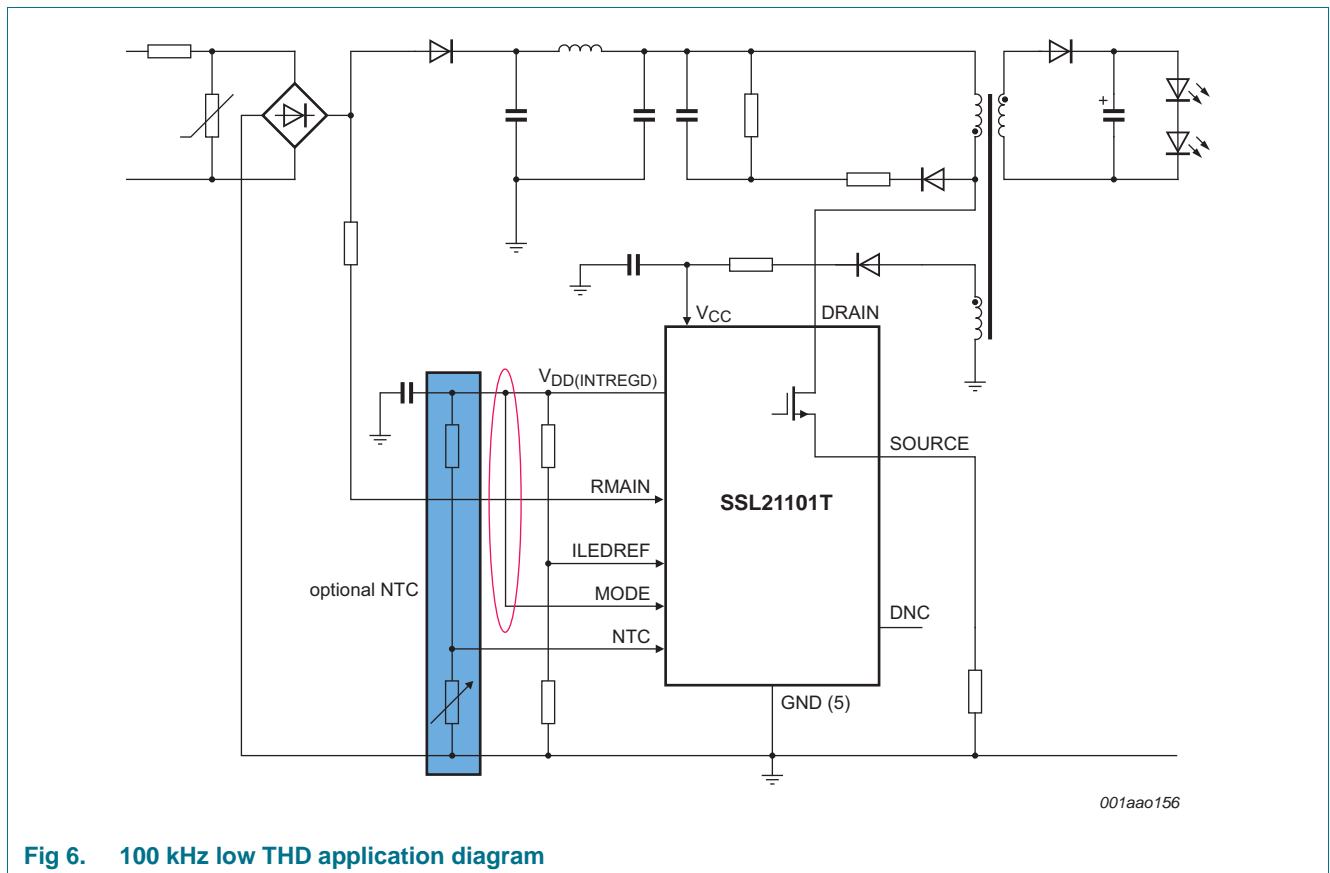 +
VCC
DRAIN
VDD(INTREGD)
SOURCE
RMAIN
SSL21101T
ILEDREF
optional NTC
MODE
DNC
NTC
GND (5)
001aao156
Fig 6. 100 kHz low THD application diagram